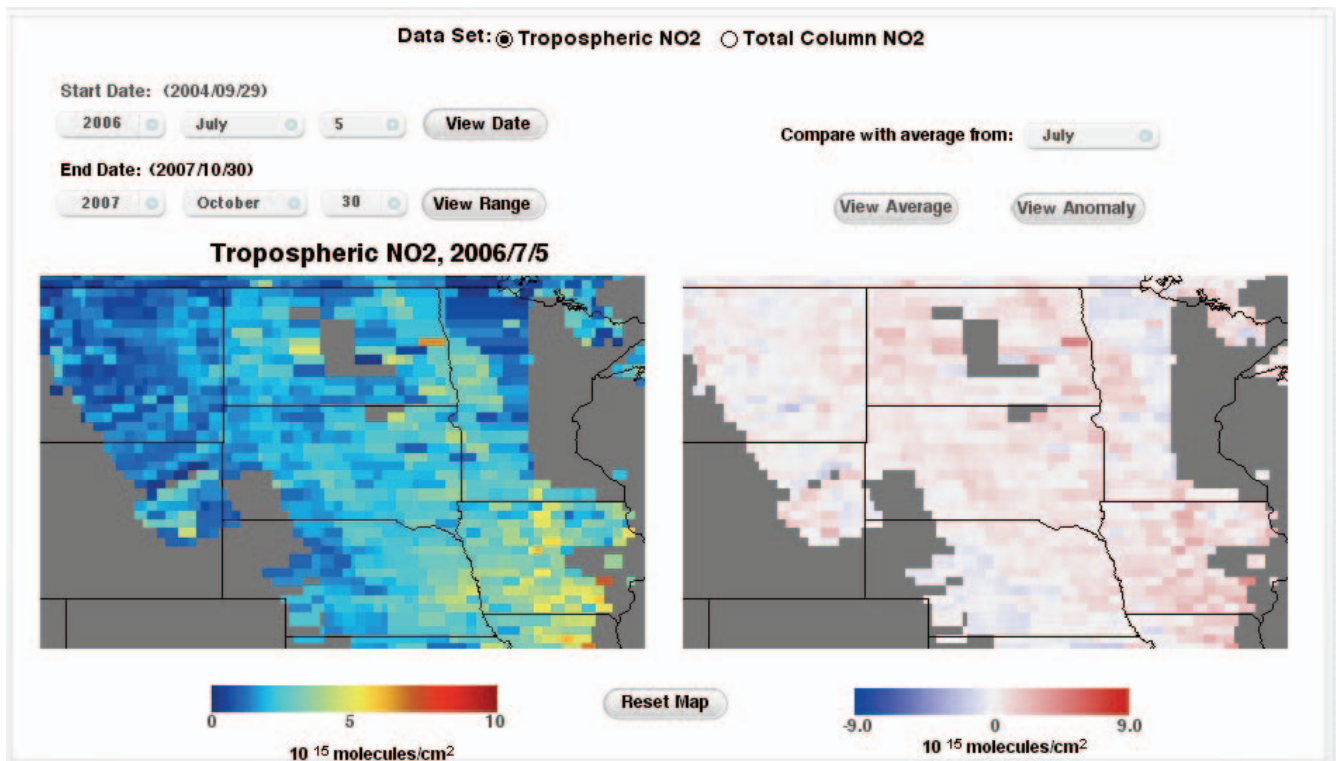 Data Set: Tropospheric NO2 Total Column NO2
Start Date: (2004/09/29)
2006 July 5 View Date
Compare with average from: July
End Date: (2007/10/30)
2007 October 30 View Range
View Average View Anomaly
Tropospheric NO2, 2006/7/5
0 5 10
10 15 molecules/cm2
Reset Map
-9.0 0 9.0
10 15 molecules/cm2